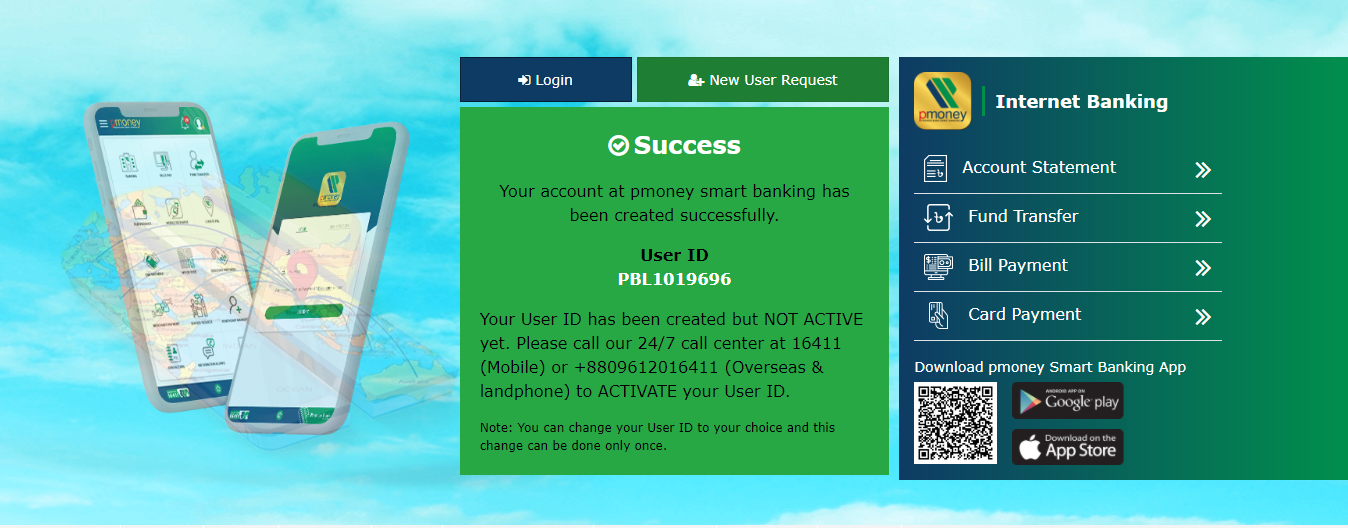 Login
New User Request
Success
Your account at pmoney smart banking has
been created successfully.
User ID
PBL1019696
Your User ID has been created but NOT ACTIVE
yet. Please call our 24/7 call center at 16411
(Mobile) or +8809612016411 (Overseas &
landphone) to ACTIVATE your User ID.
Note: You can change your User ID to your choice and this
change can be done only once.
pmoney
Internet Banking
Account Statement
Fund Transfer
Bill Payment
Card Payment
Download pmoney Smart Banking App
ANDROID APP ON
Google play
Download on the
App Store
pmoney